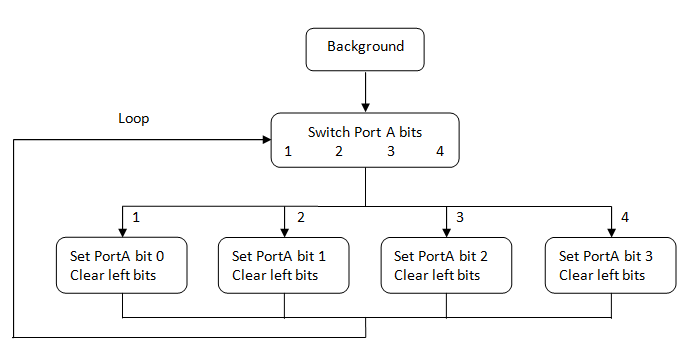 Background
Loop
Switch Port A bits
1 2 3 4
1
2
3
4
Set PortA bit 0
Clear left bits
Set PortA bit 1
Clear left bits
Set PortA bit 2
Clear left bits
Set PortA bit 3
Clear left bits